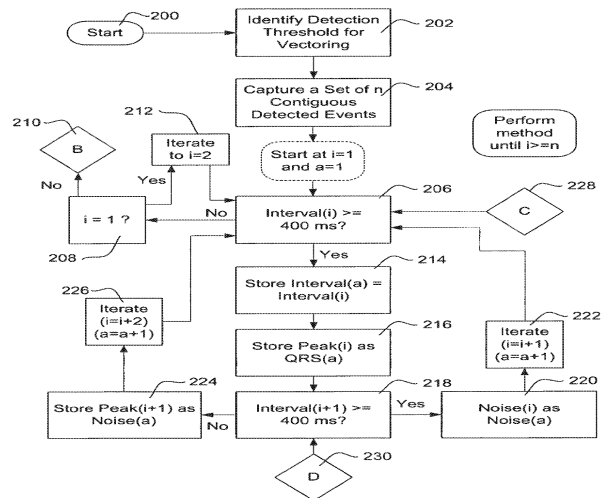 200
Start
Identify Detection
Threshold for
Vectoring
202
Capture a Set of n
Contiguous
Detected Events
204
210
B
212
Iterate
to i=2
Start at i=1
and a=1
Perform
method
until i>=n
No
Yes
i = 1 ?
208
No
Interval(i) >=
400 ms?
206
228
C
Yes
226
Iterate
(i=i+2)
(a=a+1)
Store Interval(a) =
Interval(i)
214
Store Peak(i) as
QRS(a)
216
222
Iterate
(i=i+1)
(a=a+1)
224
Store Peak(i+1) as
Noise(a)
No
Interval(i+1) >=
400 ms?
218
Yes
Noise(i) as
Noise(a)
220
D
230